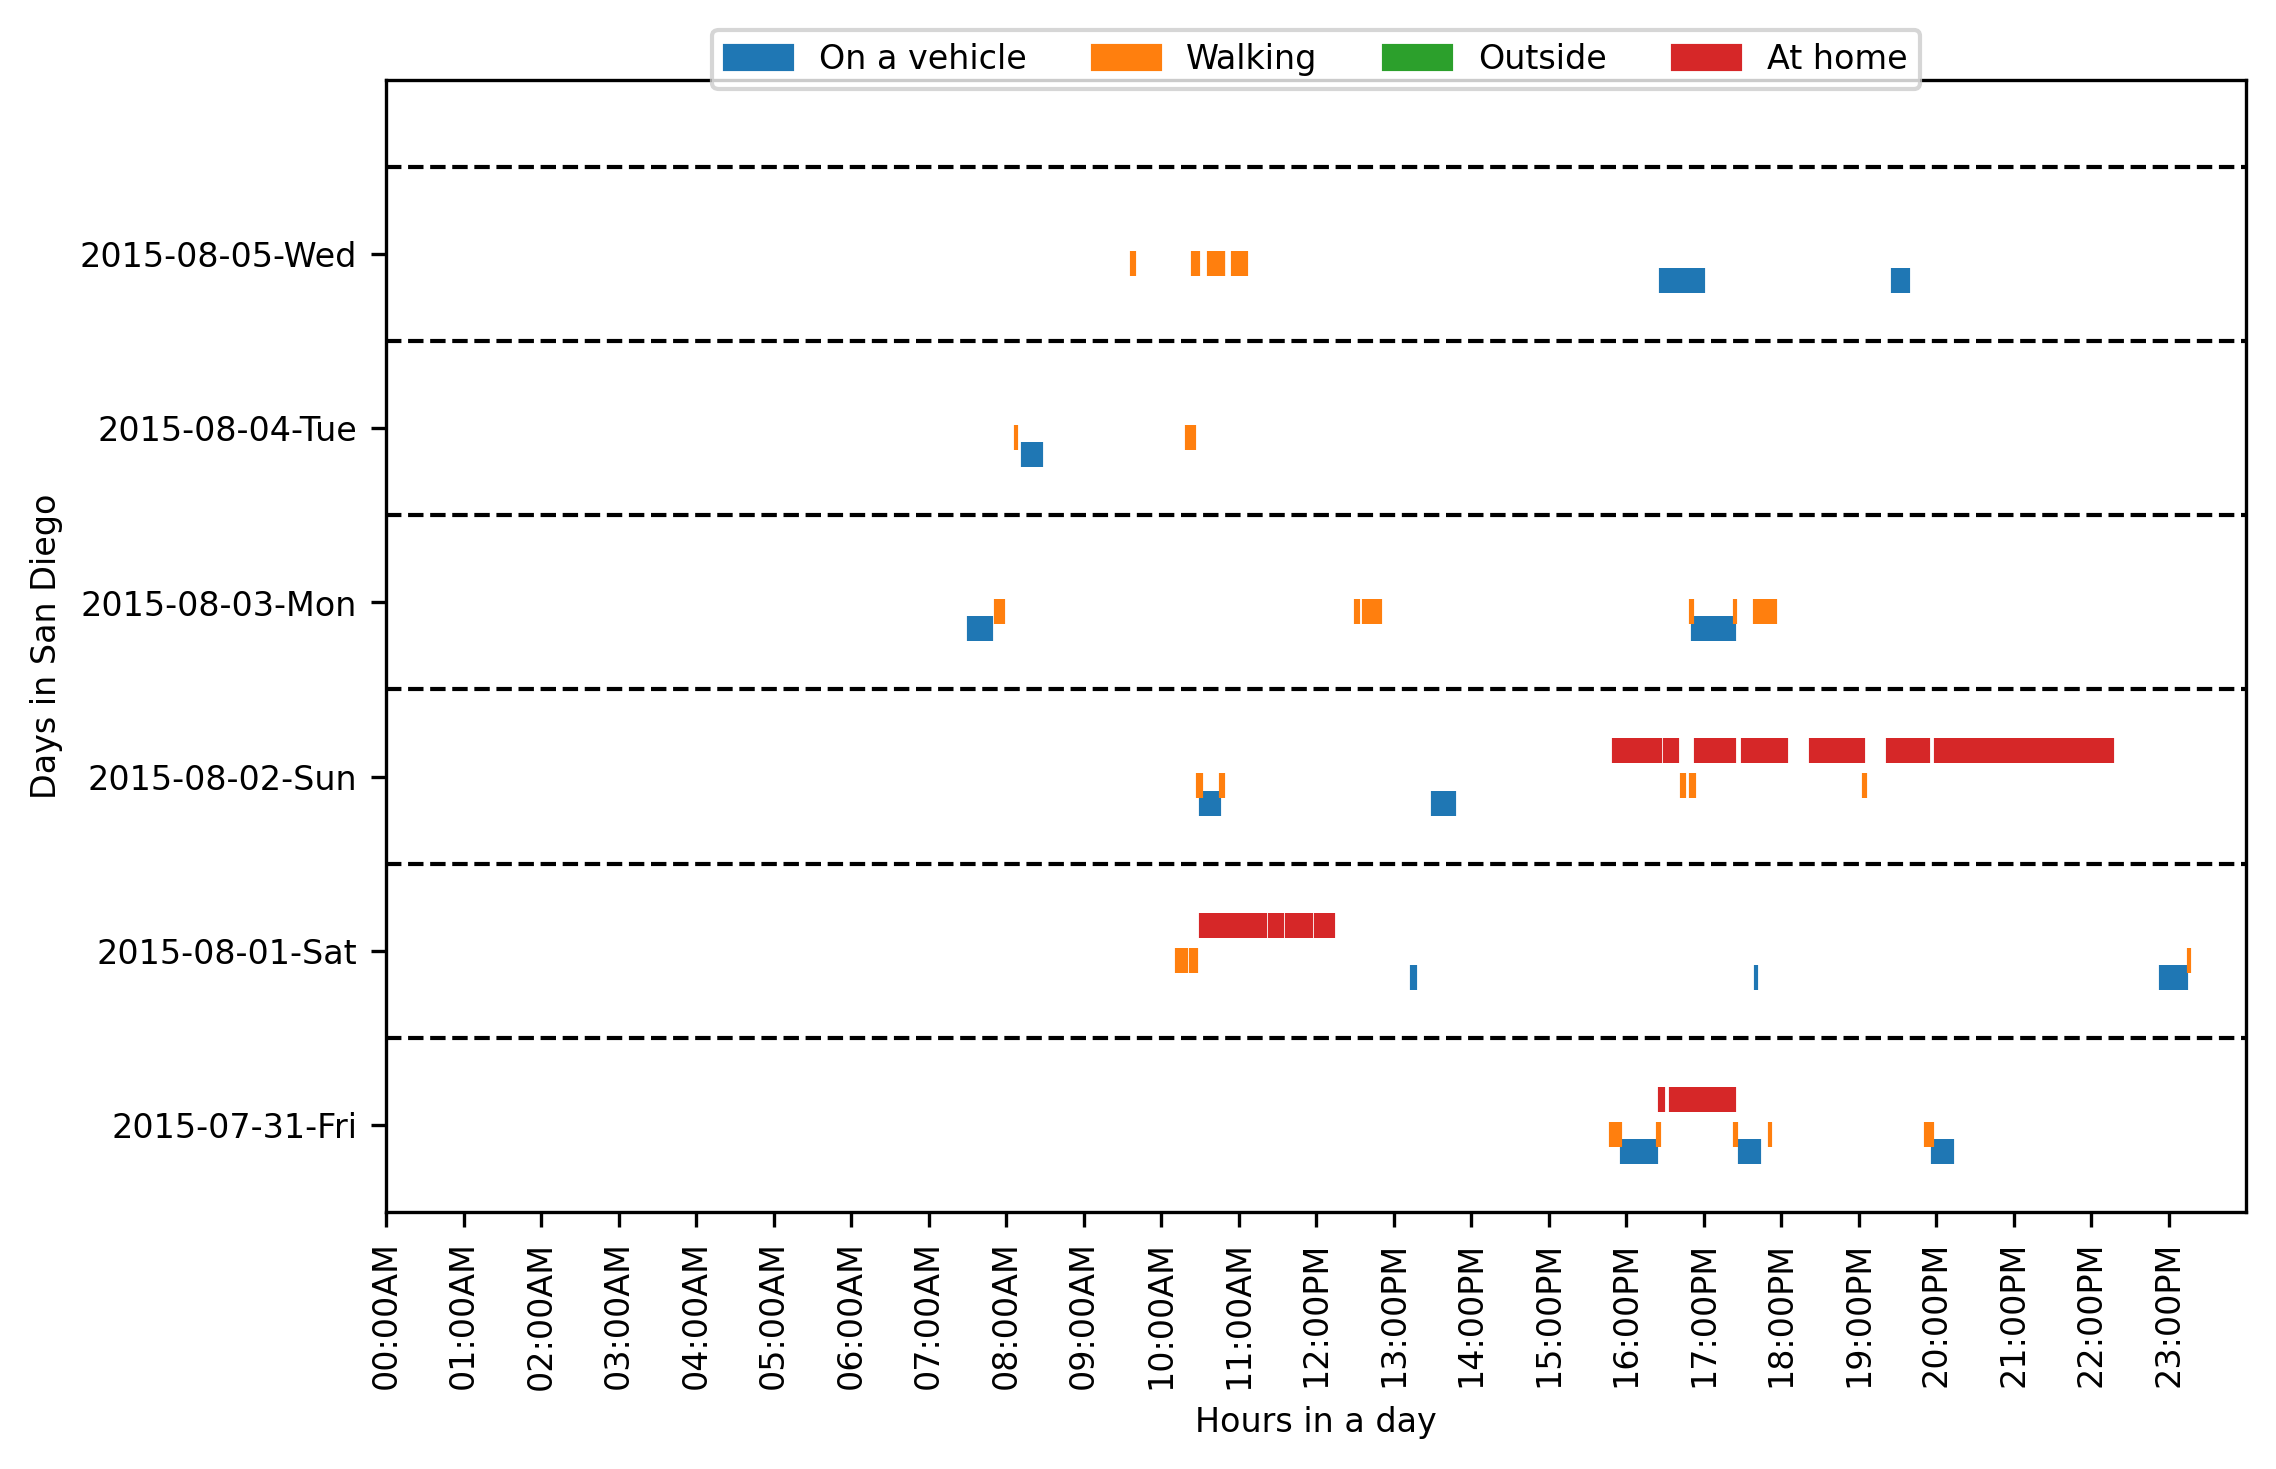 On a vehicle Walking Outside At home
2015-08-05-Wed
2015-08-04-Tue
2015-08-03-Mon
2015-08-02-Sun
2015-08-01-Sat
2015-07-31-Fri
Days in San Diego
00:00AM
01:00AM
02:00AM
03:00AM
04:00AM
05:00AM
06:00AM
07:00AM
08:00AM
09:00AM
10:00AM
11:00AM
12:00PM
13:00PM
14:00PM
15:00PM
16:00PM
17:00PM
18:00PM
19:00PM
20:00PM
21:00PM
22:00PM
23:00PM
Hours in a day